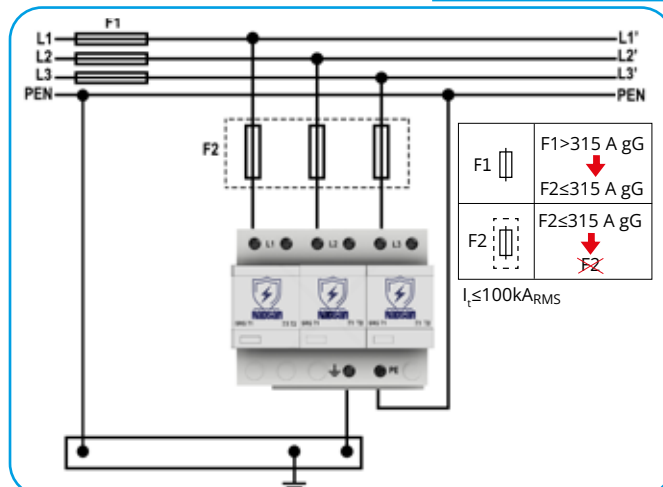 F1
L1 L1'
L2 L2'
L3 L3'
PEN PEN
F2
F1 F1>315 A gG
F2≤315 A gG
F2 F2≤315 A gG
F2
It≤100kARMS
L1 L2 L3
PE